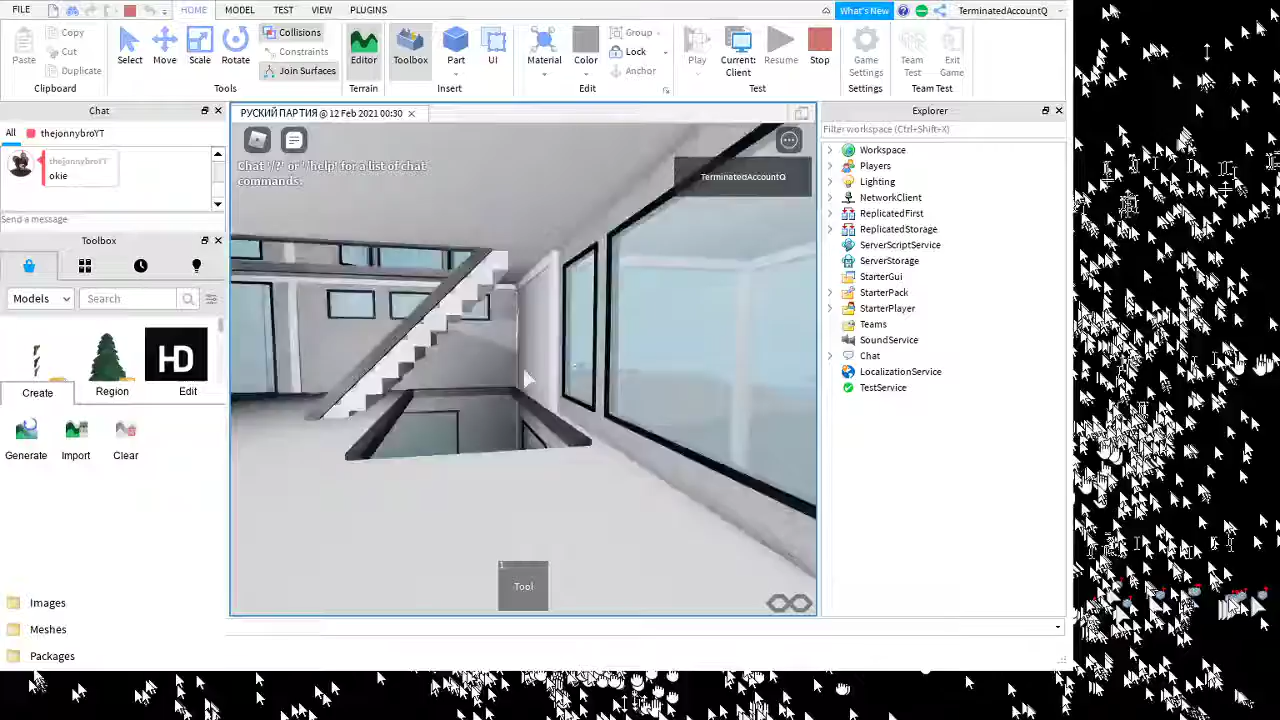 FILE HOME MODEL TEST VIEW PLUGINS What's New TerminatedAccountQ
Paste Copy Cut Duplicate
Clipboard
Select Move Scale Rotate Collisions Constraints Join Surfaces
Tools
Editor
Terrain
Toolbox Part UI
Insert
Material Color Group Lock Anchor
Edit
Play Current: Client Resume Stop
Test
Game Settings
Settings
Team Test Exit Game
Team Test
Chat
All thejonnybroYT
thejonnybroYT
okie
Send a message
Toolbox
Models Search
HD
Create Region Edit
Generate Import Clear
Images
Meshes
Packages
РУСКИЙ ПАРТИЯ @ 12 Feb 2021 00:30
Chat '/?' or '/help' for a list of chat
commands.
TerminatedAccountQ
1
Tool
Explorer
Filter workspace (Ctrl+Shift+X)
Workspace
Players
Lighting
NetworkClient
ReplicatedFirst
ReplicatedStorage
ServerScriptService
ServerStorage
StarterGui
StarterPack
StarterPlayer
Teams
SoundService
Chat
LocalizationService
TestService